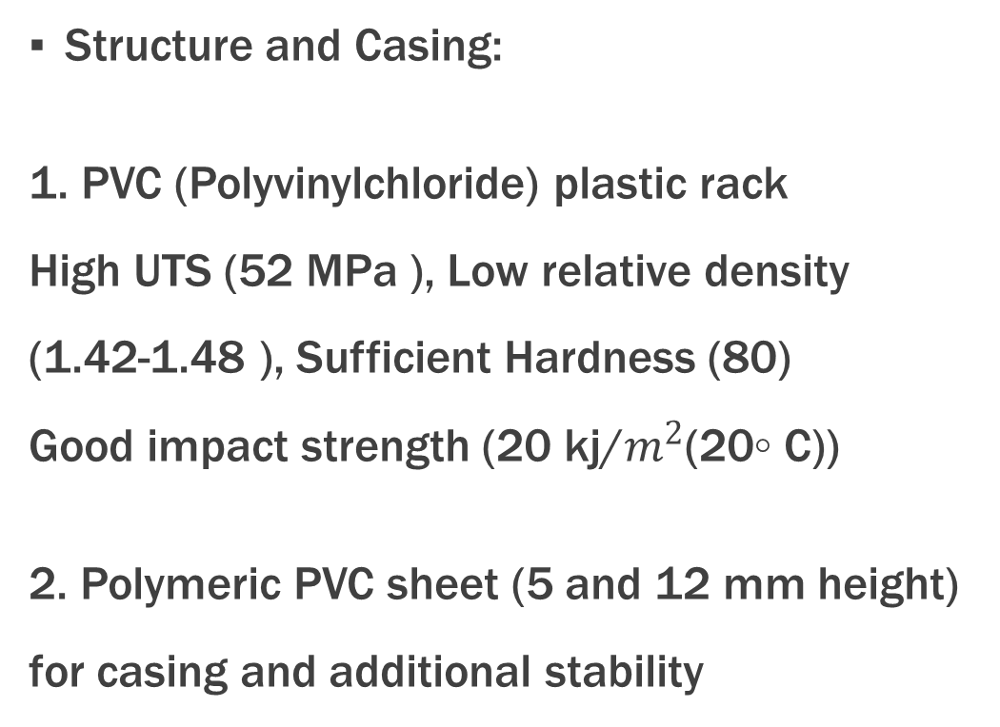 ▪ Structure and Casing:
1. PVC (Polyvinylchloride) plastic rack
High UTS (52 MPa ), Low relative density
(1.42-1.48 ), Sufficient Hardness (80)
Good impact strength (20 kj/m²(20◦ C))
2. Polymeric PVC sheet (5 and 12 mm height)
for casing and additional stability